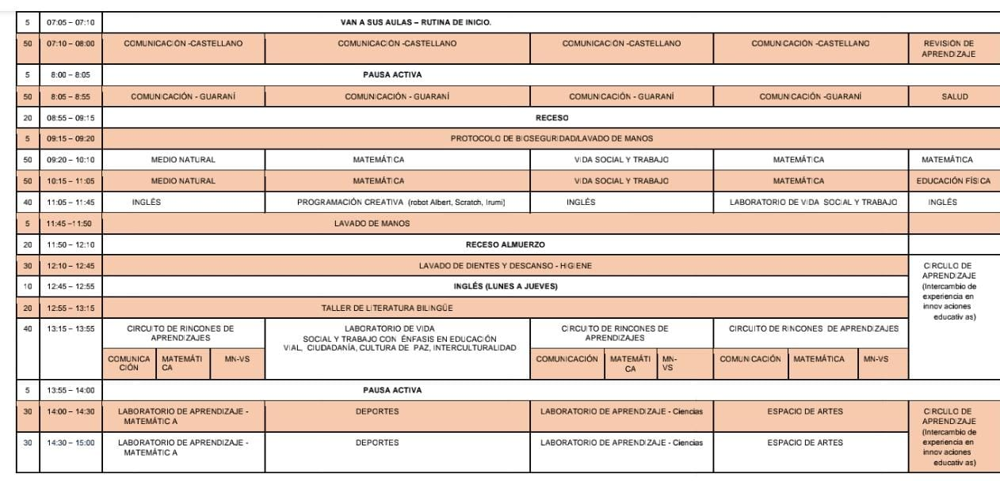 5 07:05 – 07:10 VAN A SUS AULAS – RUTINA DE INICIO.
50 07:10 – 08:00 COMUNICACIÓN -CASTELLANO COMUNICACIÓN -CASTELLANO COMUNICACIÓN -CASTELLANO COMUNICACIÓN -CASTELLANO REVISIÓN DE
APRENDIZAJE
5 8:00 – 8:05 PAUSA ACTIVA
50 8:05 – 8:55 COMUNICACIÓN - GUARANÍ COMUNICACIÓN - GUARANÍ COMUNICACIÓN - GUARANÍ COMUNICACIÓN -GUARANÍ SALUD
20 08:55 – 09:15 RECESO
5 09:15 – 09:20 PROTOCOLO DE BIOSEGURIDAD/LAVADO DE MANOS
50 09:20 – 10:10 MEDIO NATURAL MATEMÁTICA VIDA SOCIAL Y TRABAJO MATEMÁTICA MATEMÁTICA
50 10:15 – 11:05 MEDIO NATURAL MATEMÁTICA VIDA SOCIAL Y TRABAJO MATEMÁTICA EDUCACIÓN FÍSICA
40 11:05 – 11:45 INGLÉS PROGRAMACIÓN CREATIVA (robot Albert, Scratch, Irumi) INGLÉS LABORATORIO DE VIDA SOCIAL Y TRABAJO INGLÉS
5 11:45 –11:50 LAVADO DE MANOS
20 11:50 – 12:10 RECESO ALMUERZO
30 12:10 – 12:45 LAVADO DE DIENTES Y DESCANSO - HIGIENE
10 12:45 – 12:55 INGLÉS (LUNES A JUEVES)
20 12:55 – 13:15 TALLER DE LITERATURA BILINGÜE
CIRCULO DE
APRENDIZAJE
(Intercambio de
experiencia en
innov aciones
educativ as)
40 13:15 – 13:55 CIRCUITO DE RINCONES DE
APRENDIZAJES
LABORATORIO DE VIDA
SOCIAL Y TRABAJO CON ÉNFASIS EN EDUCACIÓN
VIAL, CIUDADANÍA, CULTURA DE PAZ, INTERCULTURALIDAD
CIRCUITO DE RINCONES DE
APRENDIZAJES
CIRCUITO DE RINCONES DE APRENDIZAJES
COMUNICA
CIÓN
MATEMÁTI
CA
MN-VS
COMUNICACIÓN
MATEMÁTI
CA
MN-
VS
COMUNICACIÓN MATEMÁTICA MN-VS
5 13:55 – 14:00 PAUSA ACTIVA
30 14:00 – 14:30 LABORATORIO DE APRENDIZAJE -
MATEMÁTIC A
DEPORTES LABORATORIO DE APRENDIZAJE - Ciencias ESPACIO DE ARTES
30 14:30 – 15:00 LABORATORIO DE APRENDIZAJE -
MATEMÁTIC A
DEPORTES LABORATORIO DE APRENDIZAJE - Ciencias ESPACIO DE ARTES
CIRCULO DE
APRENDIZAJE
(Intercambio de
experiencia en
innov aciones
educativ as)